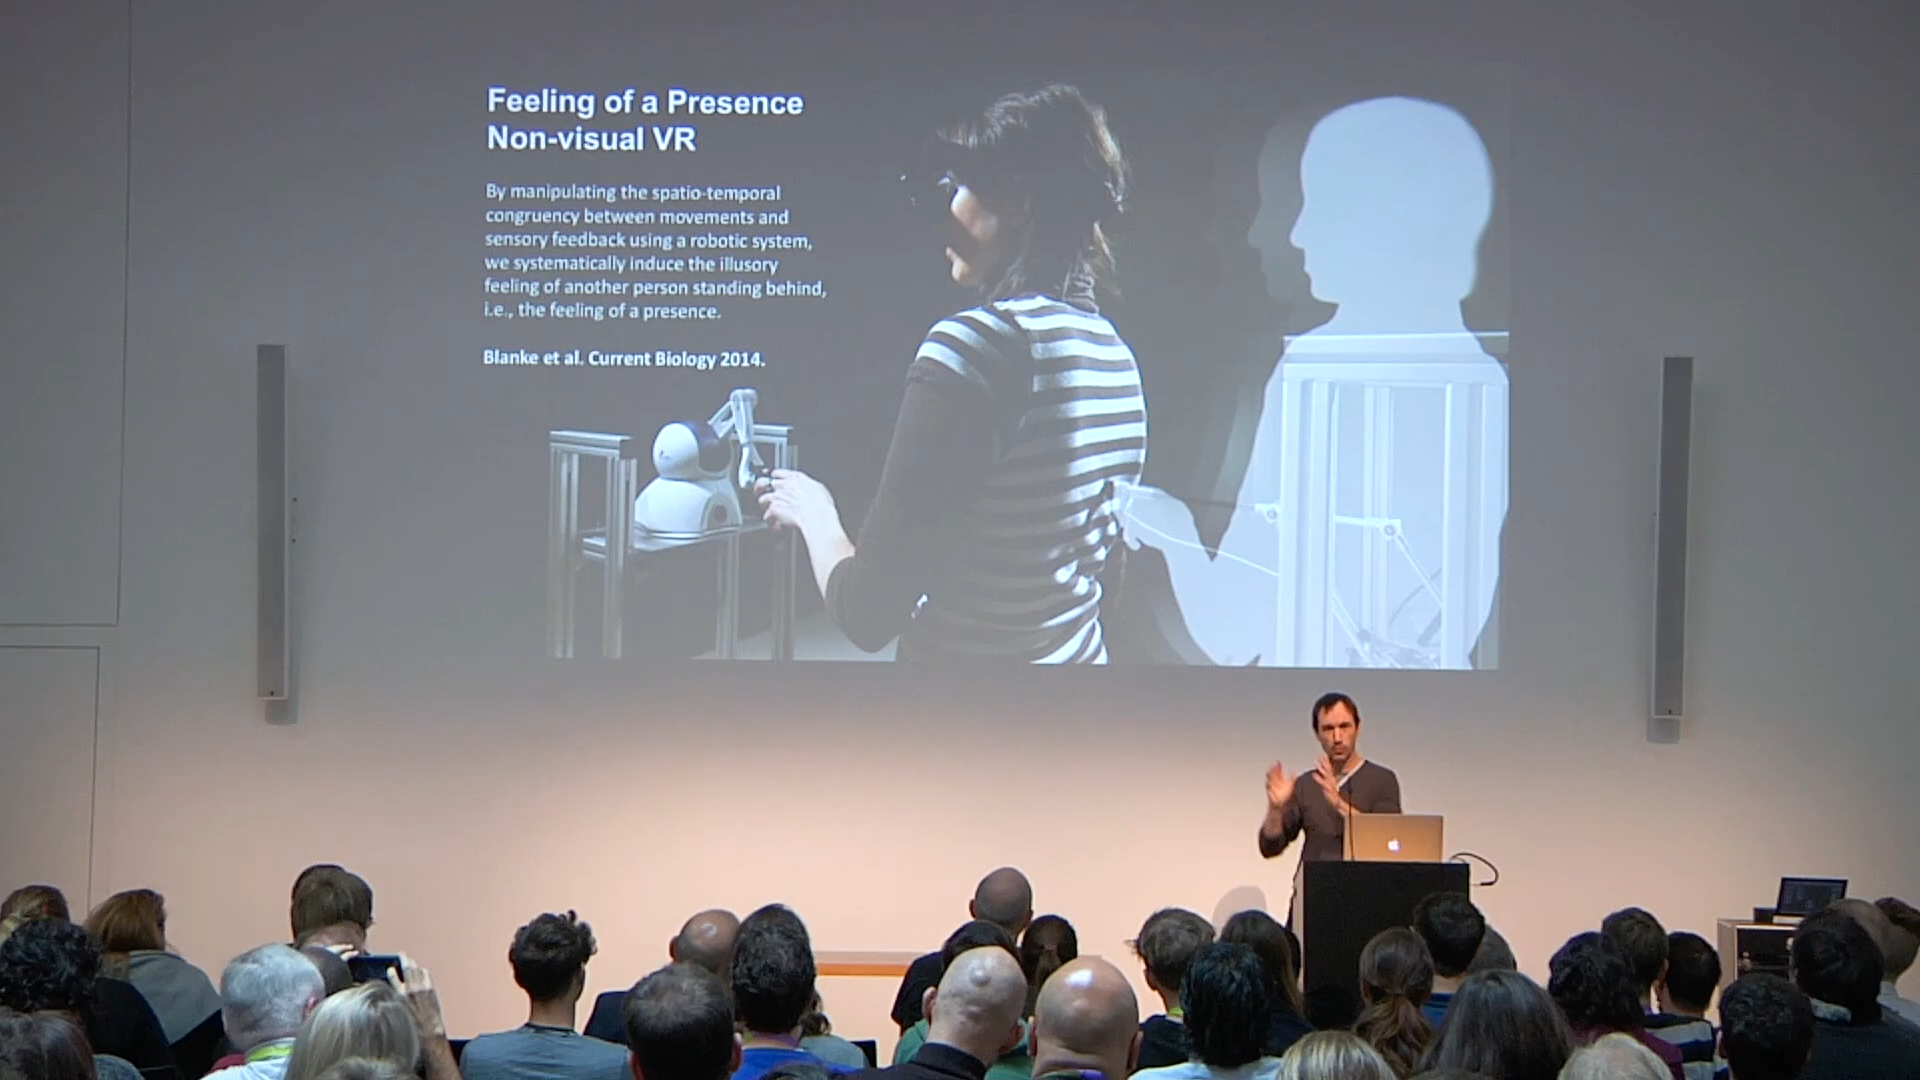 Feeling of a Presence
Non-visual VR
By manipulating the spatio-temporal
congruency between movements and
sensory feedback using a robotic system,
we systematically induce the illusory
feeling of another person standing behind,
i.e., the feeling of a presence.
Blanke et al. Current Biology 2014.